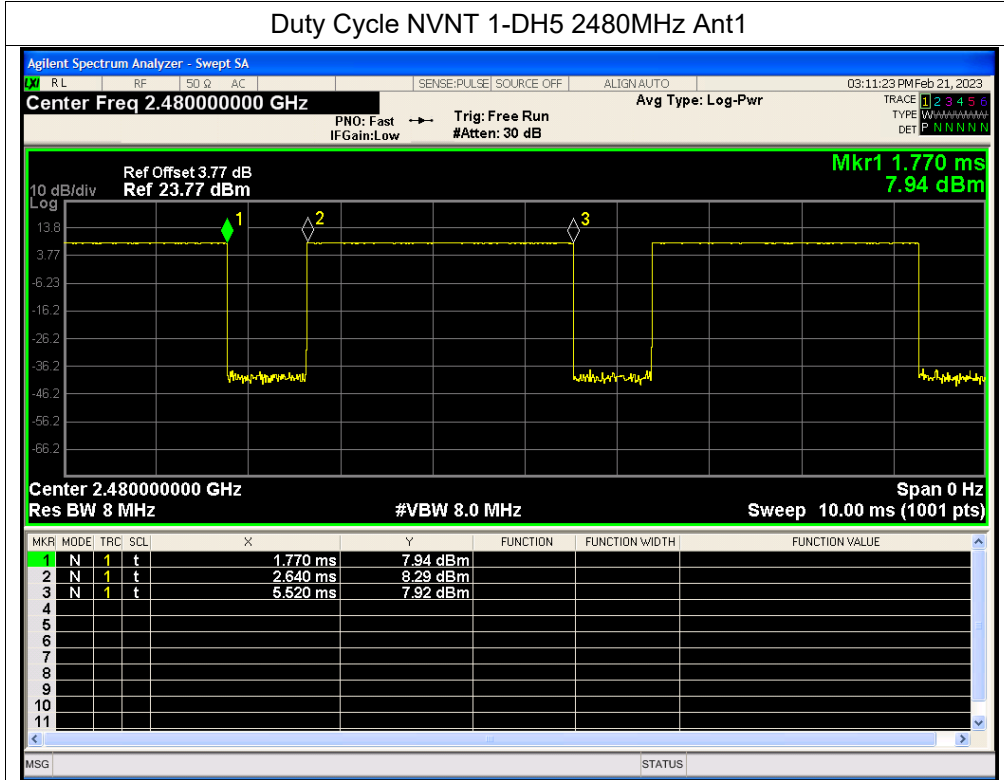 Duty Cycle NVNT 1-DH5 2480MHz Ant1
Agilent Spectrum Analyzer - Swept SA
LXI RL RF 50 Ω AC SENSE:PULSE SOURCE OFF ALIGN AUTO 03:11:23 PM Feb 21, 2023
Center Freq 2.480000000 GHz Avg Type: Log-Pwr TRACE 1 2 3 4 5 6
PNO: Fast Trig: Free Run TYPE WWWWWW
IFGain:Low #Atten: 30 dB DET P N N N N N
Mkr1 1.770 ms
Ref Offset 3.77 dB
10 dB/div Ref 23.77 dBm 7.94 dBm
Log
1 2 3
13.8
3.77
-6.23
-16.2
-26.2
-36.2
-46.2
-56.2
-66.2
Center 2.480000000 GHz Span 0 Hz
Res BW 8 MHz #VBW 8.0 MHz Sweep 10.00 ms (1001 pts)
MKR MODE TRC SCL X Y FUNCTION FUNCTION WIDTH FUNCTION VALUE
1 N 1 t 1.770 ms 7.94 dBm
2 N 1 t 2.640 ms 8.29 dBm
3 N 1 t 5.520 ms 7.92 dBm
4
5
6
7
8
9
10
11
MSG STATUS